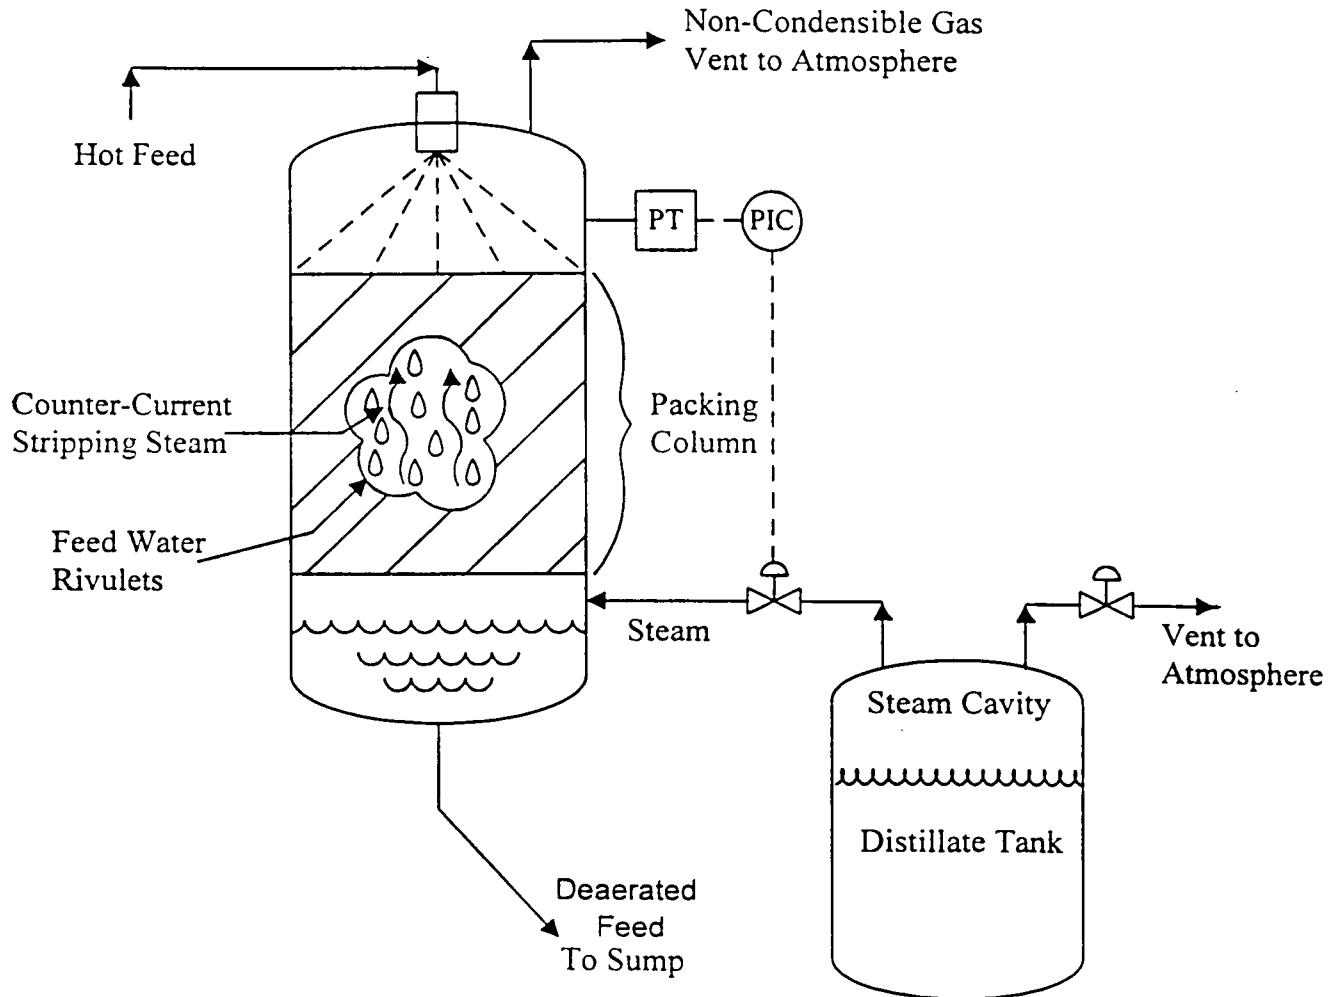 Non-Condensible Gas
Vent to Atmosphere
Hot Feed
PT
PIC
Counter-Current
Stripping Steam
Packing
Column
Feed Water
Rivulets
Steam
Vent to
Atmosphere
Steam Cavity
Distillate Tank
Deaerated
Feed
To Sump